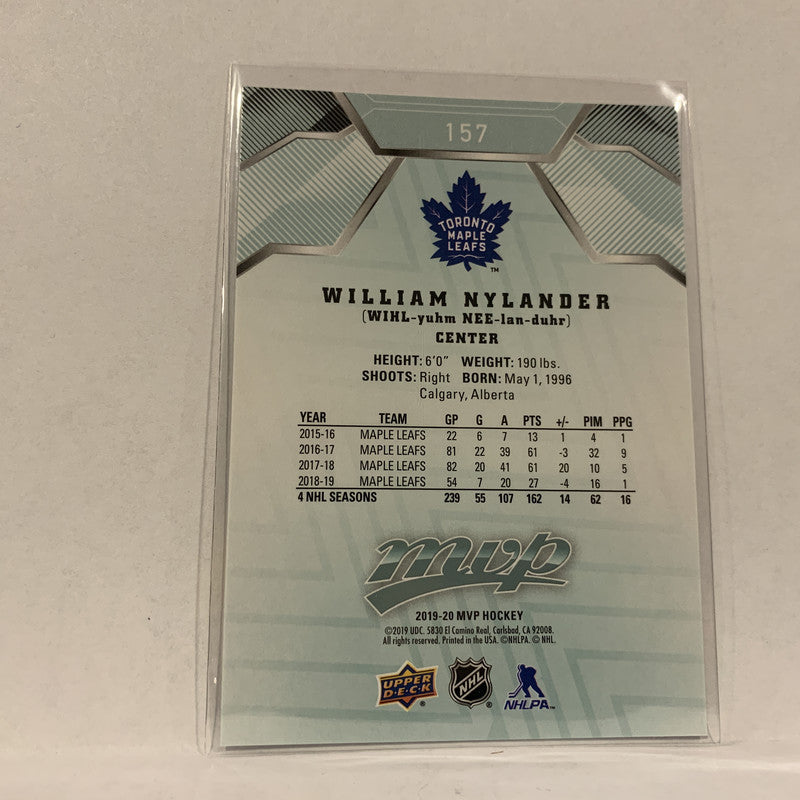 157
TORONTO
MAPLE
LEAFS
TM
WILLIAM NYLANDER
(WIHL-yuhm NEE-lan-duhr)
CENTER
HEIGHT: 6'0" WEIGHT: 190 lbs.
SHOOTS: Right BORN: May 1, 1996
Calgary, Alberta
YEAR TEAM GP G A PTS +/- PIM PPG
2015-16 MAPLE LEAFS 22 6 7 13 1 4 1
2016-17 MAPLE LEAFS 81 22 39 61 -3 32 9
2017-18 MAPLE LEAFS 82 20 41 61 20 10 5
2018-19 MAPLE LEAFS 54 7 20 27 -4 16 1
4 NHL SEASONS 239 55 107 162 14 62 16
mvp
2019-20 MVP HOCKEY
©2019 UDC. 5830 El Camino Real, Carlsbad, CA 92008.
All rights reserved. Printed in the USA. ©NHLPA. © NHL.
UPPER
D·E·C·K ®
NHL ®
NHLPA™